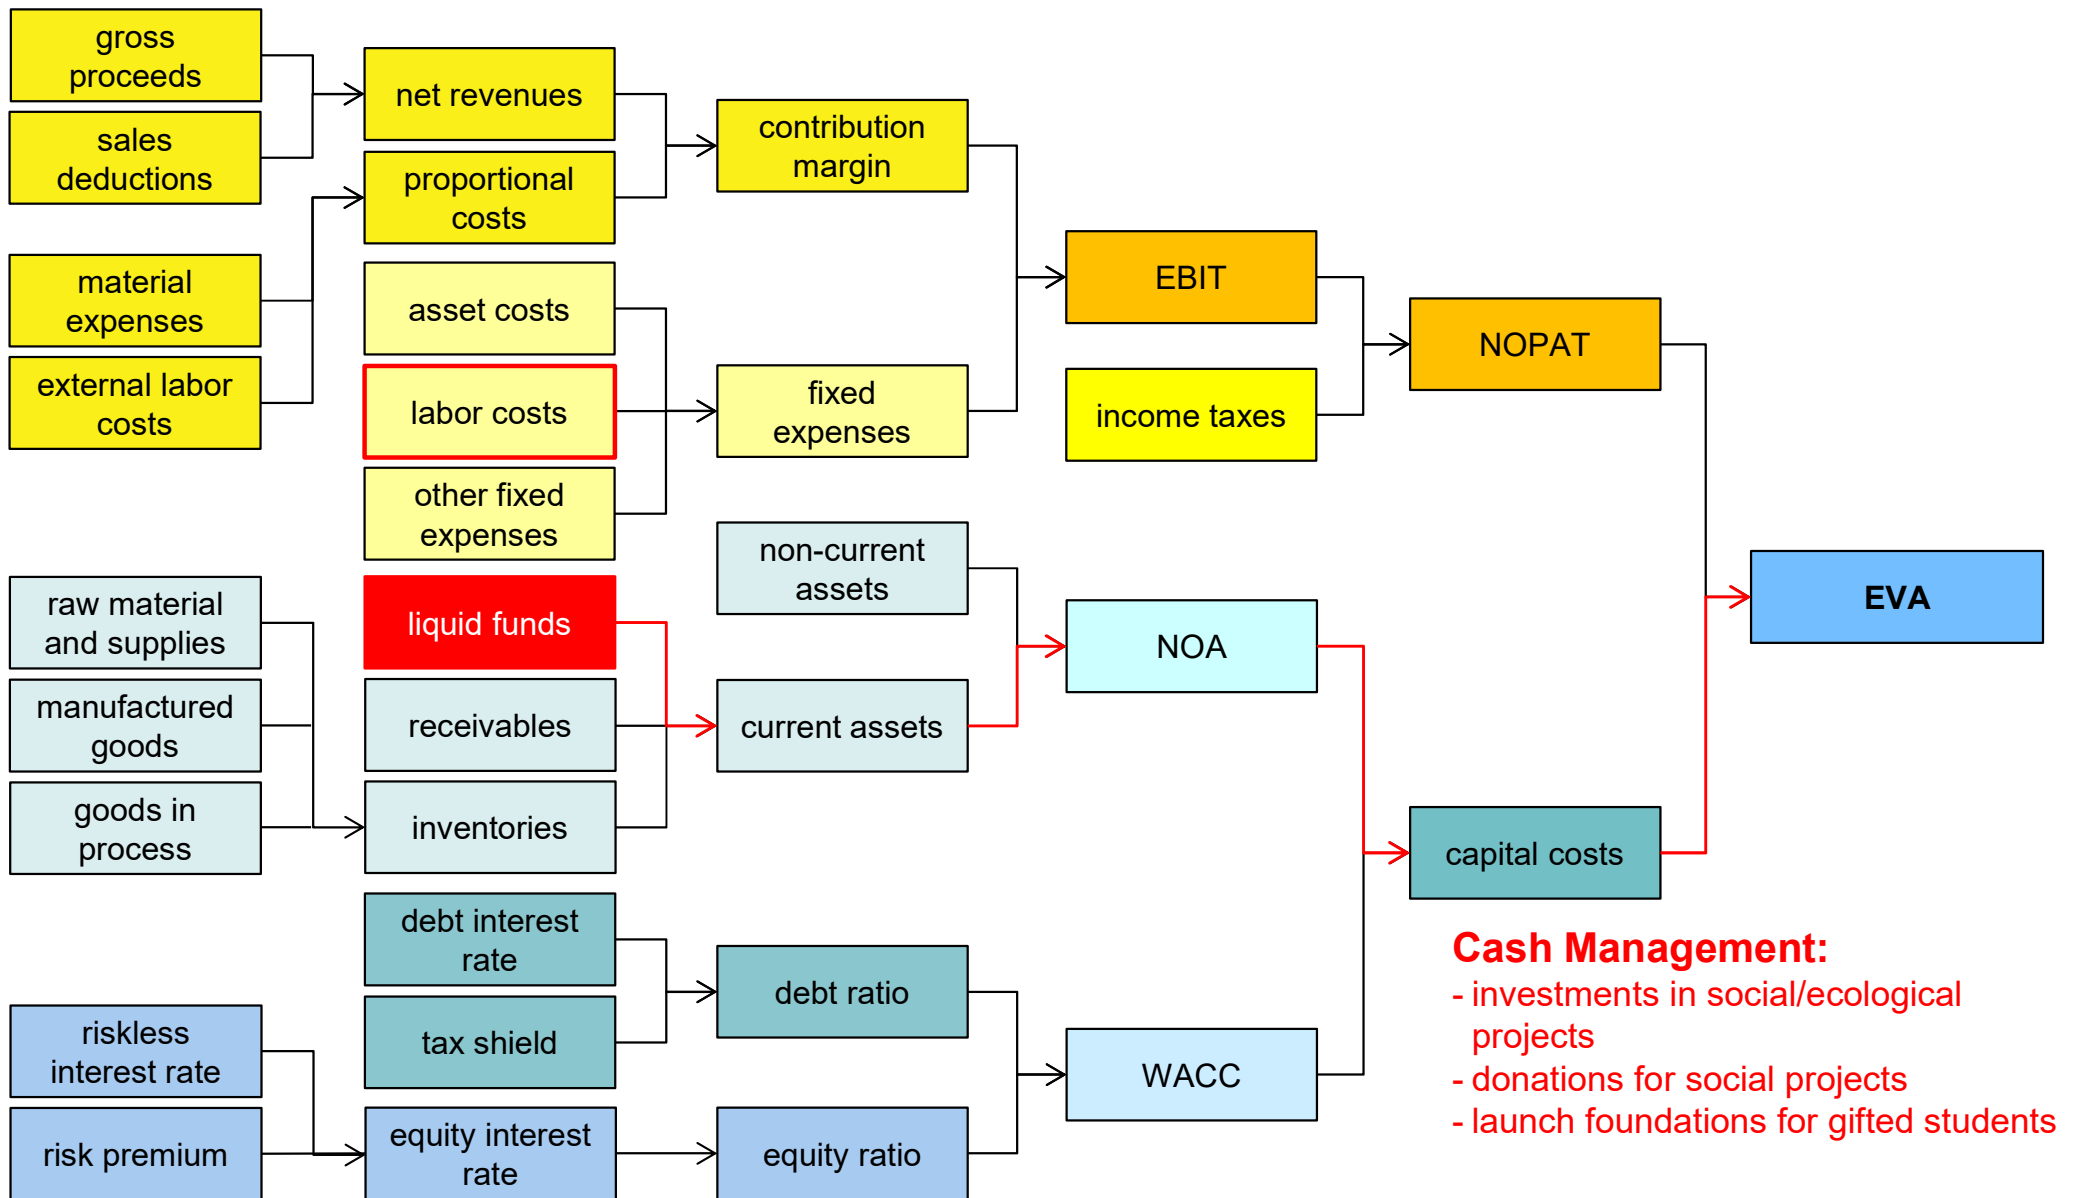 gross
proceeds
sales
deductions
material
expenses
external labor
costs
raw material
and supplies
manufactured
goods
goods in
process
riskless
interest rate
risk premium
net revenues
proportional
costs
asset costs
labor costs
other fixed
expenses
liquid funds
receivables
inventories
debt interest
rate
tax shield
equity interest
rate
contribution
margin
fixed
expenses
non-current
assets
current assets
debt ratio
equity ratio
EBIT
income taxes
NOA
WACC
NOPAT
capital costs
EVA
Cash Management:
- investments in social/ecological
projects
- donations for social projects
- launch foundations for gifted students